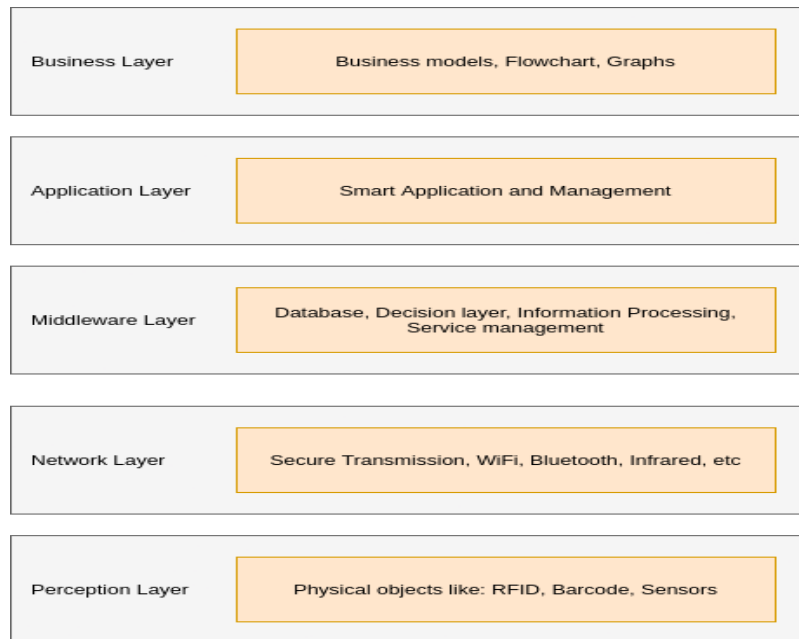 Business Layer
Business models, Flowchart, Graphs
Application Layer
Smart Application and Management
Middleware Layer
Database, Decision layer, Information Processing,
Service management
Network Layer
Secure Transmission, WiFi, Bluetooth, Infrared, etc
Perception Layer
Physical objects like: RFID, Barcode, Sensors